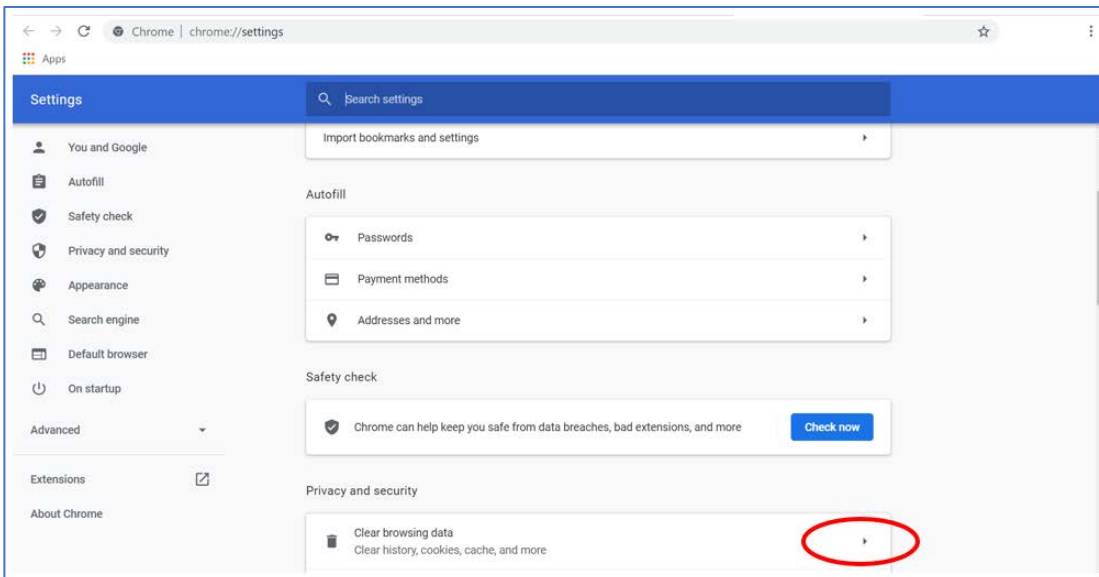 Chrome | chrome://settings
Apps
Settings
Search settings
You and Google
Autofill
Safety check
Privacy and security
Appearance
Search engine
Default browser
On startup
Advanced
Extensions
About Chrome
Import bookmarks and settings
Autofill
Passwords
Payment methods
Addresses and more
Safety check
Chrome can help keep you safe from data breaches, bad extensions, and more
Check now
Privacy and security
Clear browsing data
Clear history, cookies, cache, and more